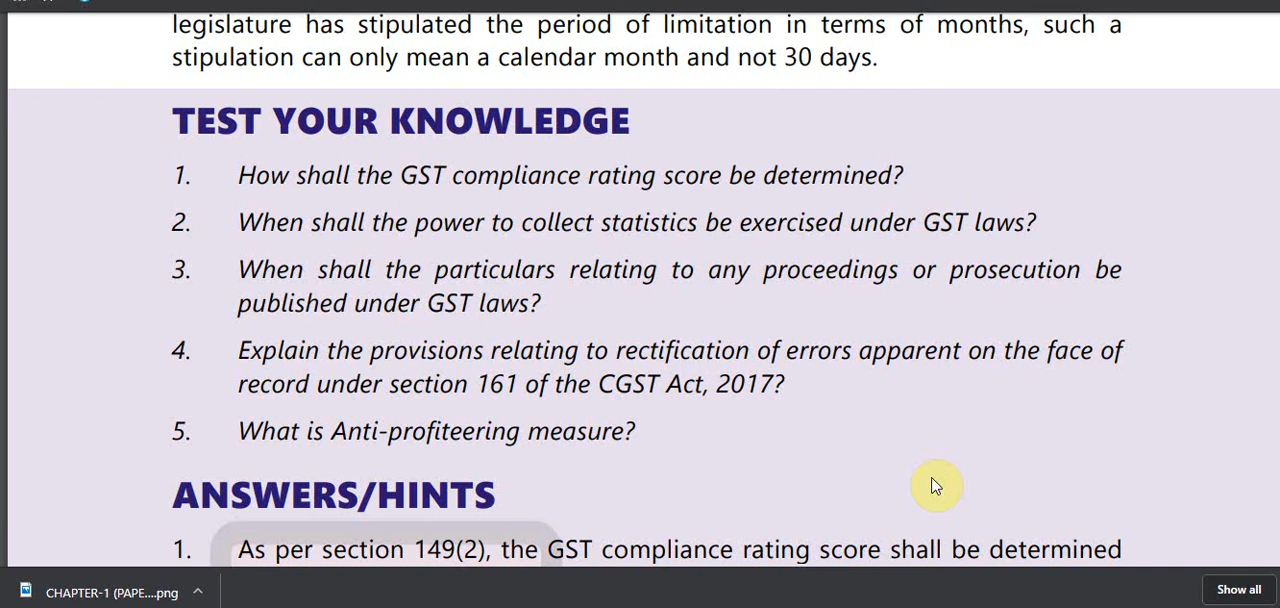 legislature has stipulated the period of limitation in terms of months, such a
stipulation can only mean a calendar month and not 30 days.
TEST YOUR KNOWLEDGE
1. How shall the GST compliance rating score be determined?
2. When shall the power to collect statistics be exercised under GST laws?
3. When shall the particulars relating to any proceedings or prosecution be
published under GST laws?
4. Explain the provisions relating to rectification of errors apparent on the face of
record under section 161 of the CGST Act, 2017?
5. What is Anti-profiteering measure?
ANSWERS/HINTS
1. As per section 149(2), the GST compliance rating score shall be determined
CHAPTER-1 (PAPE....png
Show all